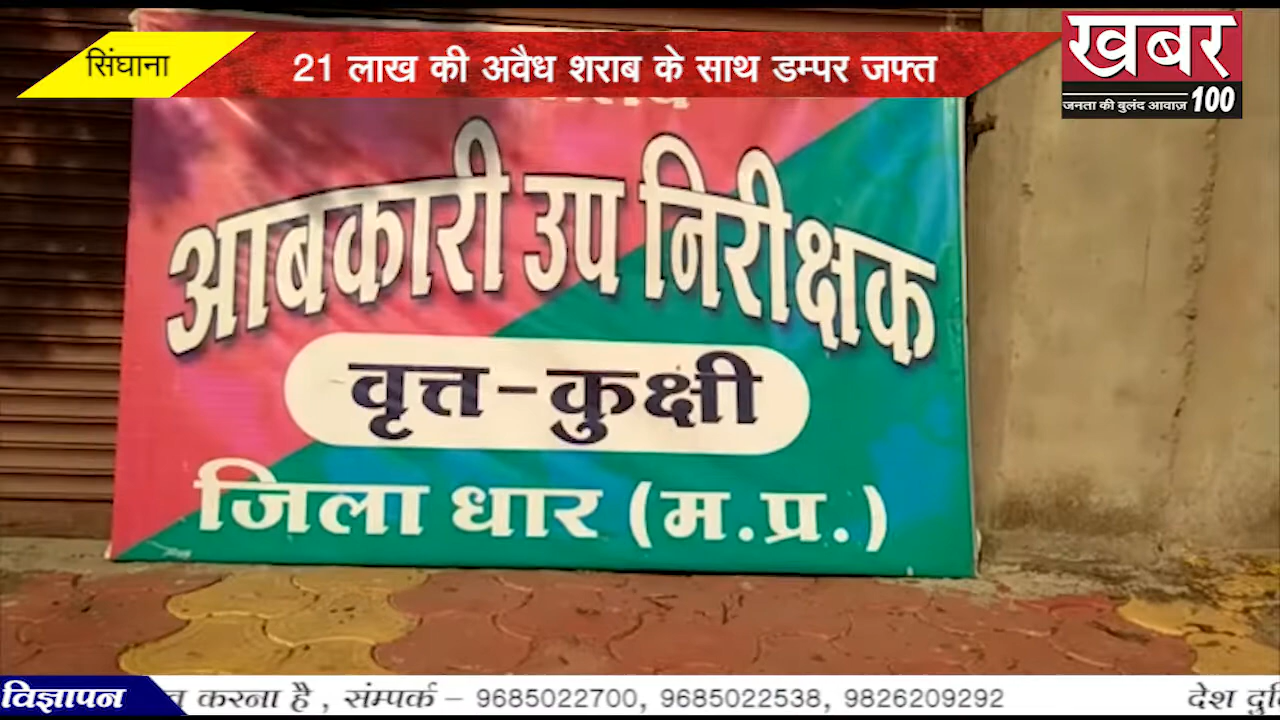 सिंघाना
21 लाख की अवैध शराब के साथ डम्पर जफ्त
खबर
जनता की बुलंद आवाज़ 100
आबकारी उप निरीक्षक
वृत्त-कुक्षी
जिला धार (म.प्र.)
विज्ञापन
करना है , संम्पर्क – 9685022700, 9685022538, 9826209292
देश